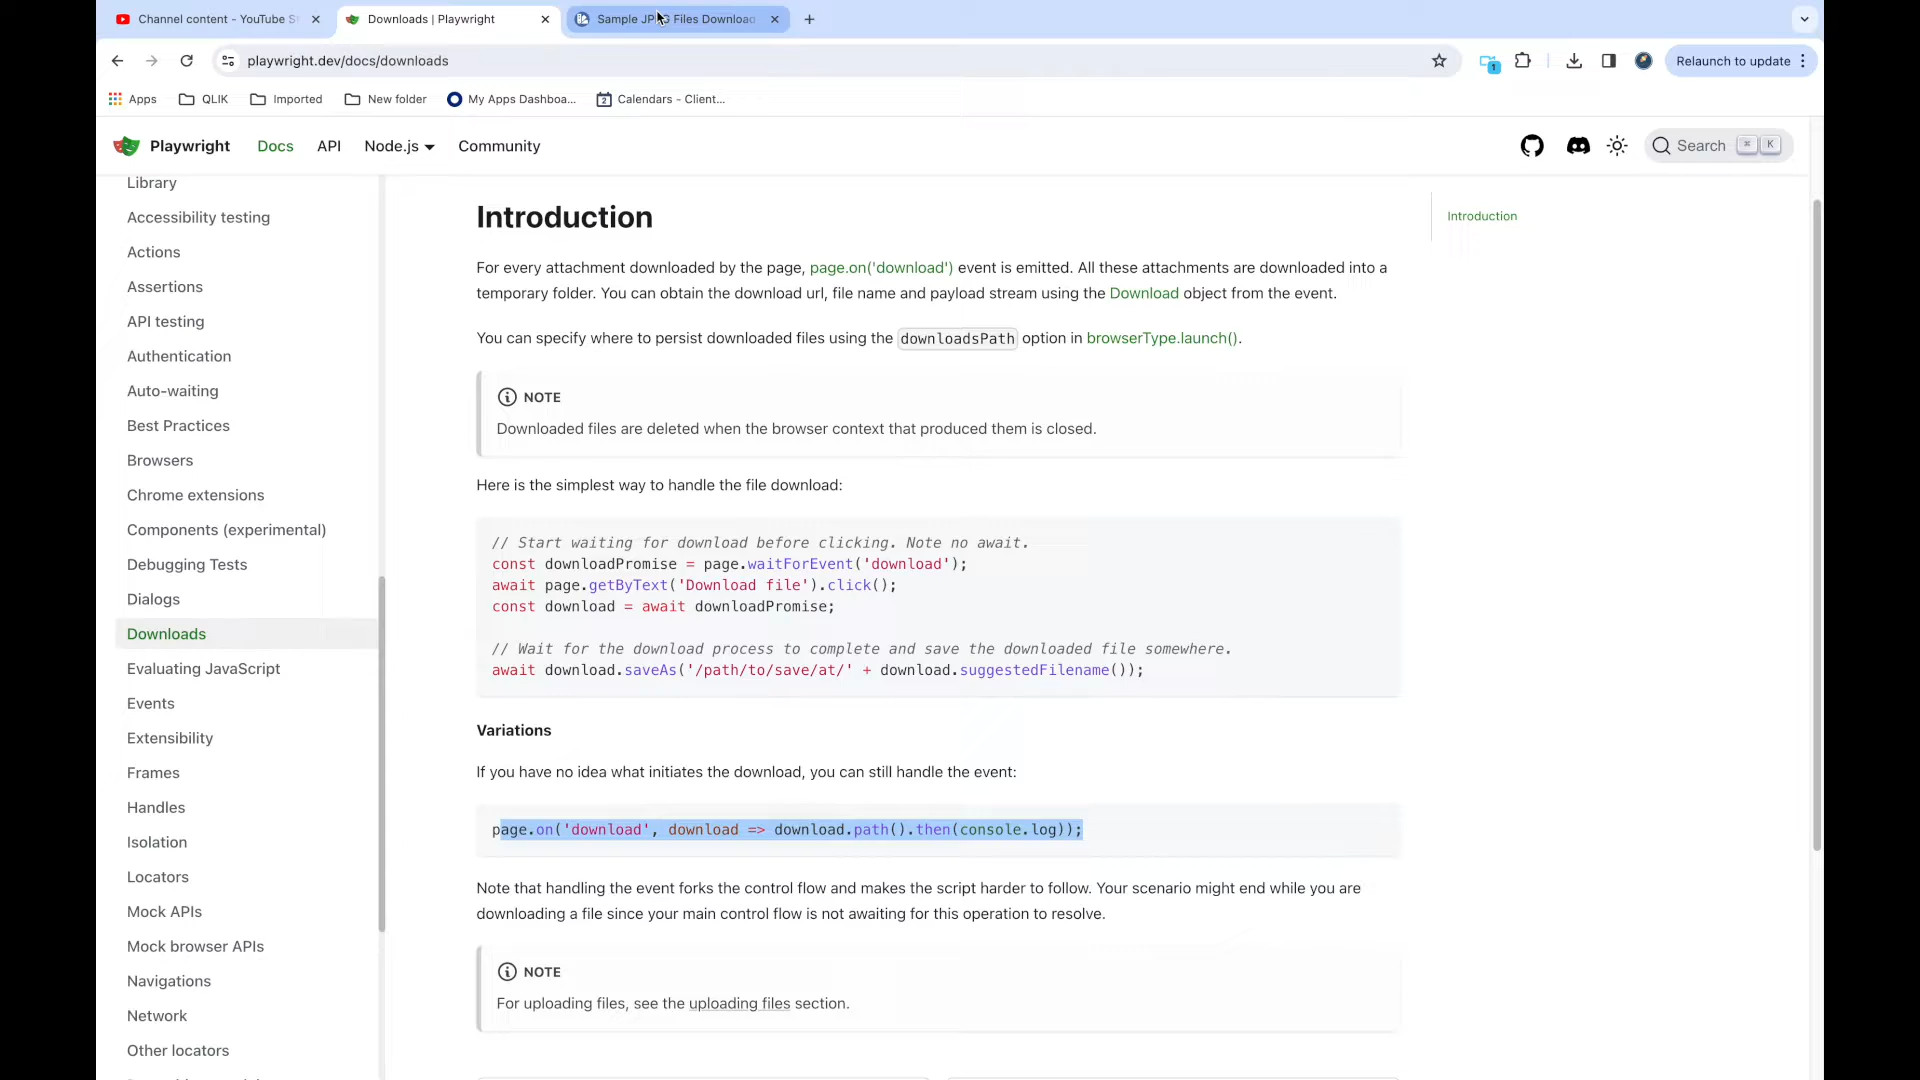 Channel content - YouTube S
Downloads | Playwright
Sample JPEG Files Download
playwright.dev/docs/downloads
1
Relaunch to update
Apps
QLIK
Imported
New folder
My Apps Dashboa...
2
Calendars - Client...
Playwright
Docs
API
Node.js
Community
Search
⌘
K
Library
Accessibility testing
Actions
Assertions
API testing
Authentication
Auto-waiting
Best Practices
Browsers
Chrome extensions
Components (experimental)
Debugging Tests
Dialogs
Downloads
Evaluating JavaScript
Events
Extensibility
Frames
Handles
Isolation
Locators
Mock APIs
Mock browser APIs
Navigations
Network
Other locators
Introduction
For every attachment downloaded by the page, page.on('download') event is emitted. All these attachments are downloaded into a
temporary folder. You can obtain the download url, file name and payload stream using the Download object from the event.
You can specify where to persist downloaded files using the downloadsPath option in browserType.launch().
NOTE
Downloaded files are deleted when the browser context that produced them is closed.
Here is the simplest way to handle the file download:
// Start waiting for download before clicking. Note no await.
const downloadPromise = page.waitForEvent('download');
await page.getByText('Download file').click();
const download = await downloadPromise;
// Wait for the download process to complete and save the downloaded file somewhere.
await download.saveAs('/path/to/save/at/' + download.suggestedFilename());
Variations
If you have no idea what initiates the download, you can still handle the event:
page.on('download', download => download.path().then(console.log));
Note that handling the event forks the control flow and makes the script harder to follow. Your scenario might end while you are
downloading a file since your main control flow is not awaiting for this operation to resolve.
NOTE
For uploading files, see the uploading files section.
Introduction